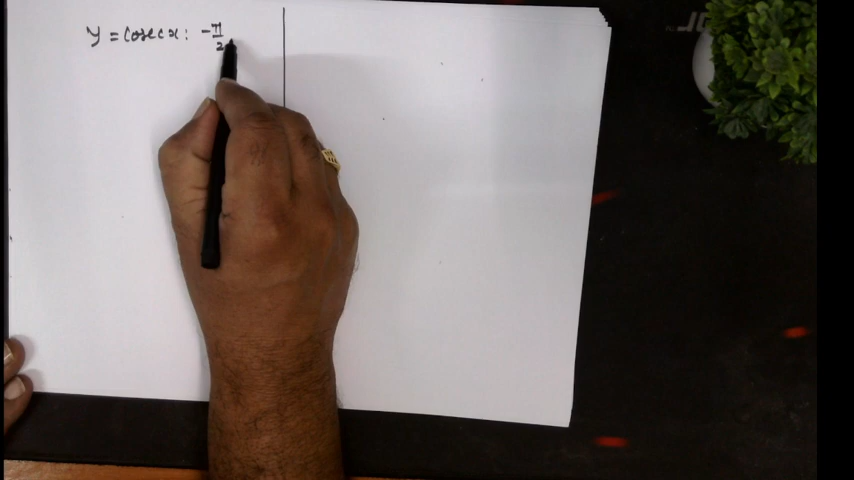 y = cosec x : -π/2